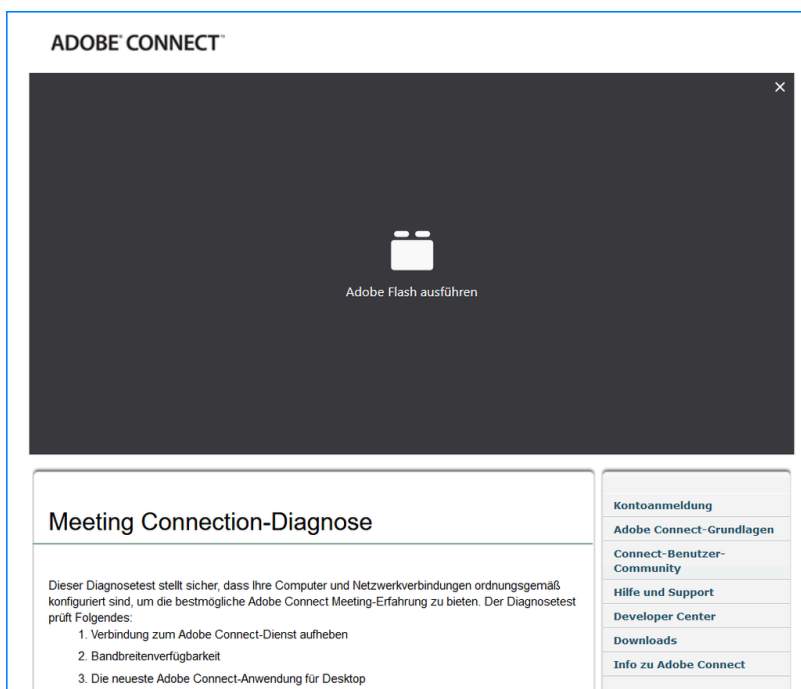 ADOBE® CONNECT™
Adobe Flash ausführen
Meeting Connection-Diagnose
Dieser Diagnosetest stellt sicher, dass Ihre Computer und Netzwerkverbindungen ordnungsgemäß
konfiguriert sind, um die bestmögliche Adobe Connect Meeting-Erfahrung zu bieten. Der Diagnosetest
prüft Folgendes:
1. Verbindung zum Adobe Connect-Dienst aufheben
2. Bandbreitenverfügbarkeit
3. Die neueste Adobe Connect-Anwendung für Desktop
Kontoanmeldung
Adobe Connect-Grundlagen
Connect-Benutzer-
Community
Hilfe und Support
Developer Center
Downloads
Info zu Adobe Connect